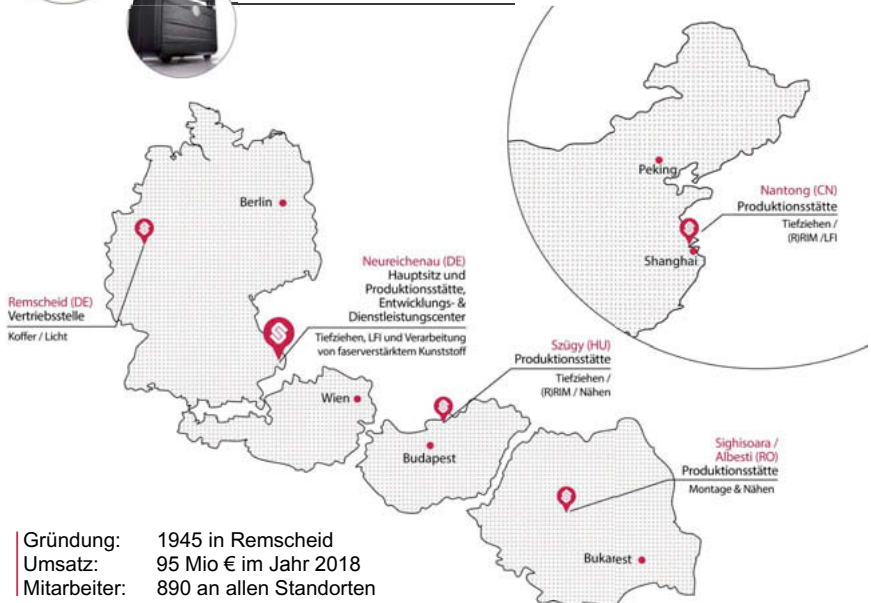 Berlin
Peking
Nantong (CN)
Produktionsstätte
Tiefziehen /
(R)RIM /LFI
Shanghai
Remscheid (DE)
Vertriebsstelle
Koffer / Licht
Neureichenau (DE)
Hauptsitz und
Produktionsstätte,
Entwicklungs- &
Dienstleistungscenter
Tiefziehen, LFI und Verarbeitung
von faserverstärktem Kunststoff
Szügy (HU)
Produktionsstätte
Tiefziehen /
(R)RIM / Nähen
Wien
Budapest
Sighisoara /
Albesti (RO)
Produktionsstätte
Montage & Nähen
Bukarest
Gründung: 1945 in Remscheid
Umsatz: 95 Mio € im Jahr 2018
Mitarbeiter: 890 an allen Standorten